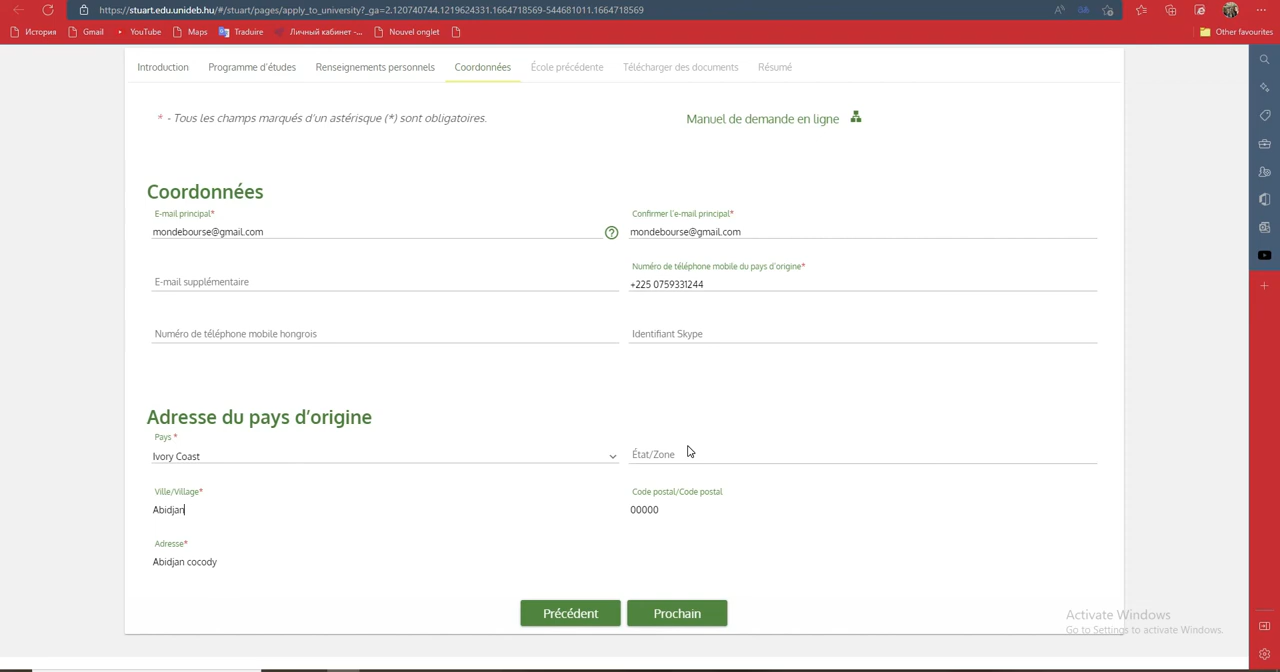 https://stuart.edu.unideb.hu/#/stuart/pages/apply_to_university?_ga=2.120740744.1219624331.1664718569-544681011.1664718569
История Gmail YouTube Maps Traduire Личный кабинет -... Nouvel onglet Other favourites
Introduction Programme d'études Renseignements personnels Coordonnées École précédente Télécharger des documents Résumé
* - Tous les champs marqués d'un astérisque (*) sont obligatoires.
Manuel de demande en ligne
Coordonnées
E-mail principal* Confirmer l'e-mail principal*
mondebourse@gmail.com mondebourse@gmail.com
Numéro de téléphone mobile du pays d'origine*
E-mail supplémentaire +225 0759331244
Numéro de téléphone mobile hongrois Identifiant Skype
Adresse du pays d'origine
Pays *
Ivory Coast État/Zone
Ville/Village* Code postal/Code postal
Abidjan 00000
Adresse*
Abidjan cocody
Précédent Prochain
Activate Windows
Go to Settings to activate Windows.